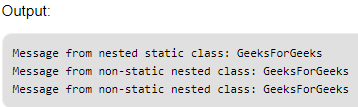 Output:
Message from nested static class: GeeksForGeeks
Message from non-static nested class: GeeksForGeeks
Message from non-static nested class: GeeksForGeeks